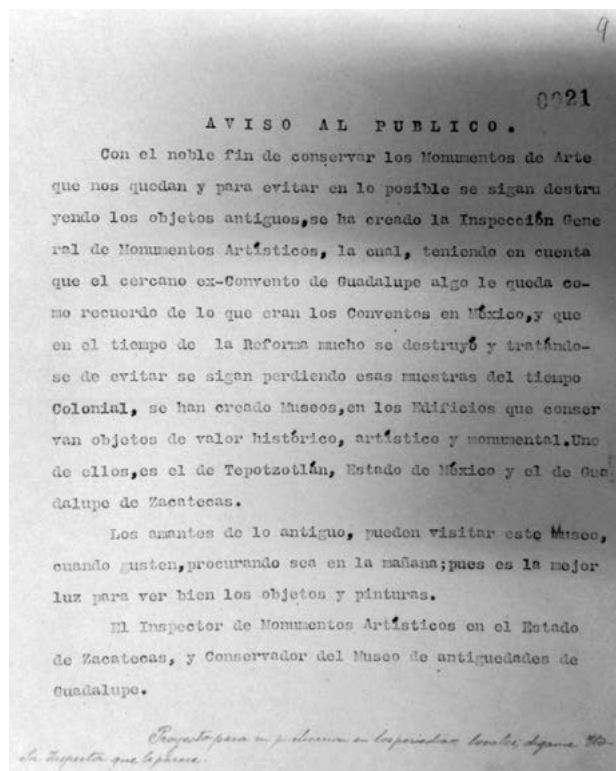 9
0021
AVISO AL PUBLICO.
Con el noble fin de conservar los Monumentos de Arte
que nos quedan y para evitar en lo posible se sigan destru
yendo los objetos antiguos,se ha creado la Inspección Gene
ral de Monumentos Artísticos, la cual, teniendo en cuenta
que el cercano ex-Convento de Guadalupe algo le queda co-
mo recuerdo de lo que eran los Conventos en México,y que
en el tiempo de la Reforma mucho se destruyó y tratándo-
se de evitar se sigan perdiendo esas muestras del tiempo
Colonial, se han creado Museos,en los Edificios que conser
van objetos de valor histórico, artístico y monumental.Uno
de ellos,es el de Tepotzotlán, Estado de México y el de Gua
dalupe de Zacatecas.
Los amantes de lo antiguo, pueden visitar este Museo,
cuando gusten,procurando sea en la mañana;pues es la mejor
luz para ver bien los objetos y pinturas.
El Inspector de Monumentos Artísticos en el Estado
de Zacatecas, y Conservador del Museo de antiguedades de
Guadalupe.
Proyecto para su publicacion en los periodicos locales, digame
Sr. Inspector que le parece.